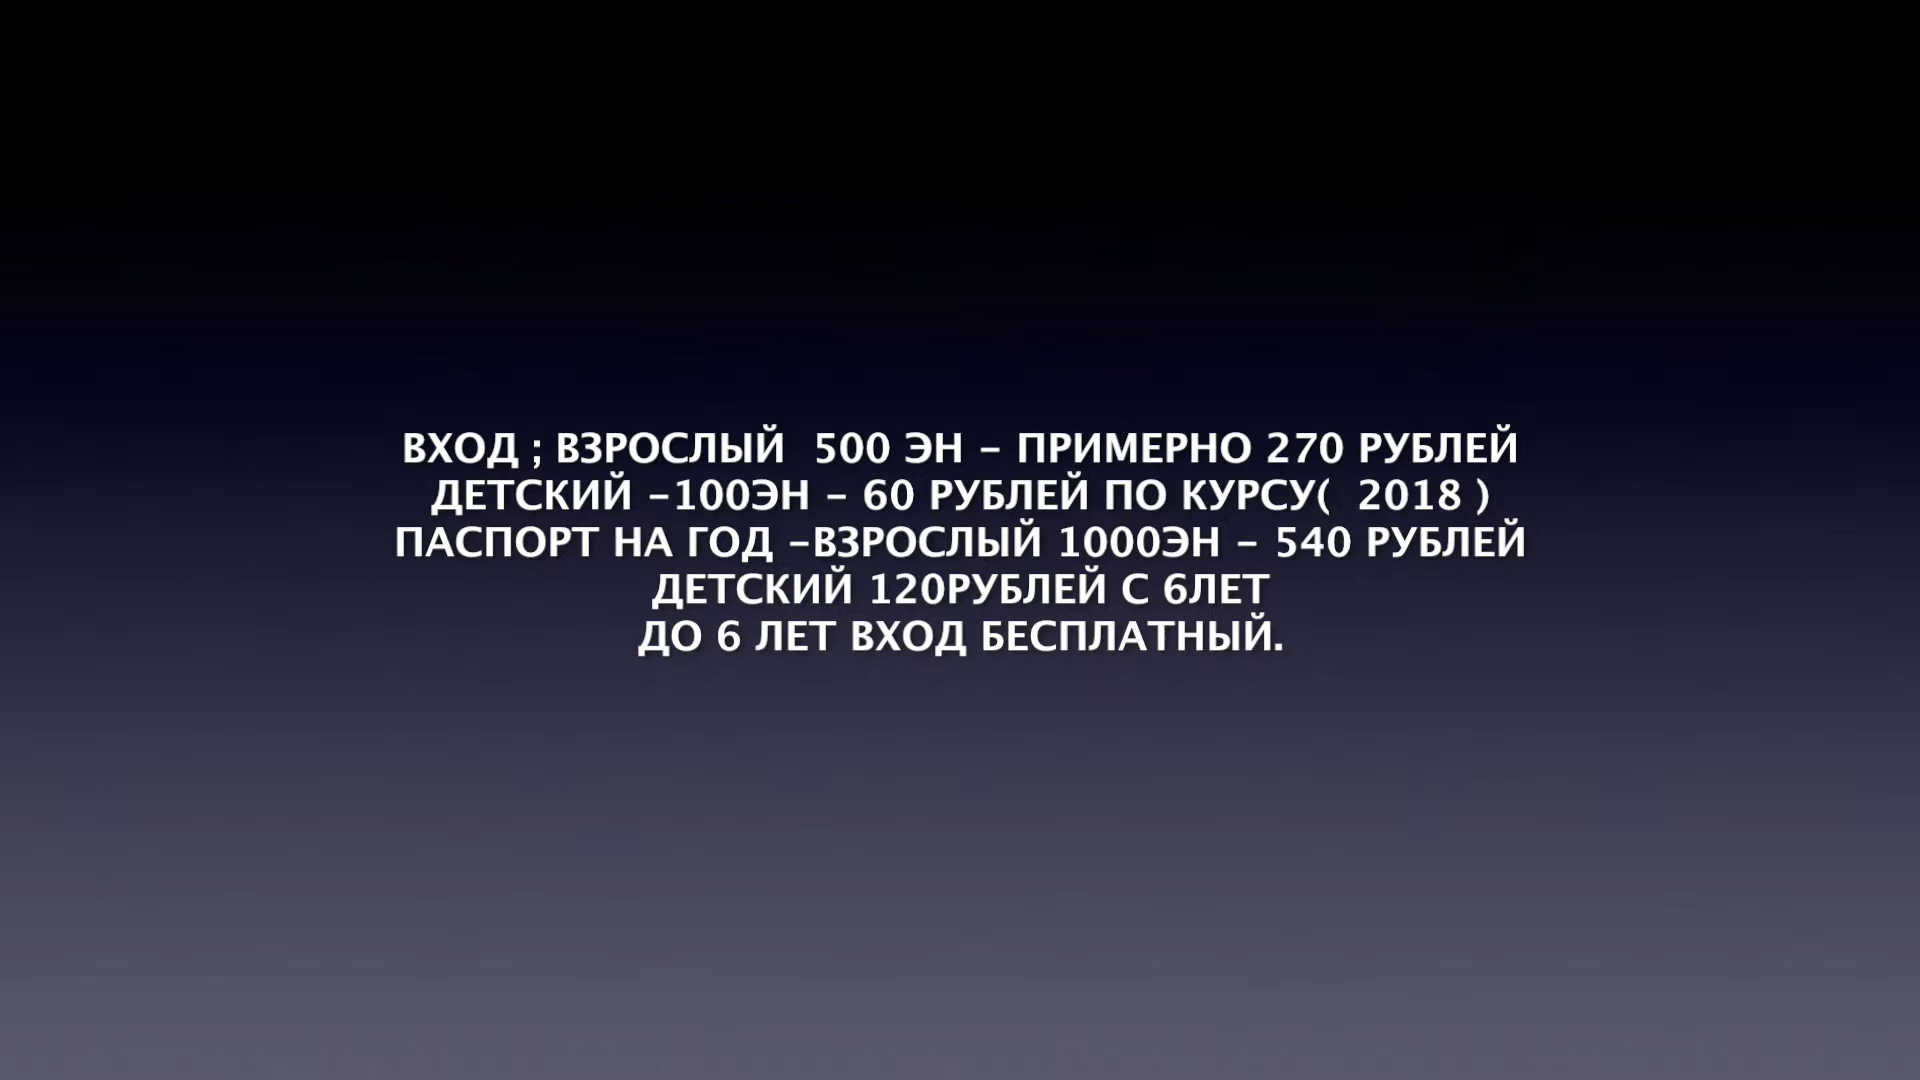 ВХОД ; ВЗРОСЛЫЙ  500 ЭН - ПРИМЕРНО 270 РУБЛЕЙ
ДЕТСКИЙ -100ЭН - 60 РУБЛЕЙ ПО КУРСУ(  2018 )
ПАСПОРТ НА ГОД -ВЗРОСЛЫЙ 1000ЭН - 540 РУБЛЕЙ
ДЕТСКИЙ 120РУБЛЕЙ С 6ЛЕТ
ДО 6 ЛЕТ ВХОД БЕСПЛАТНЫЙ.